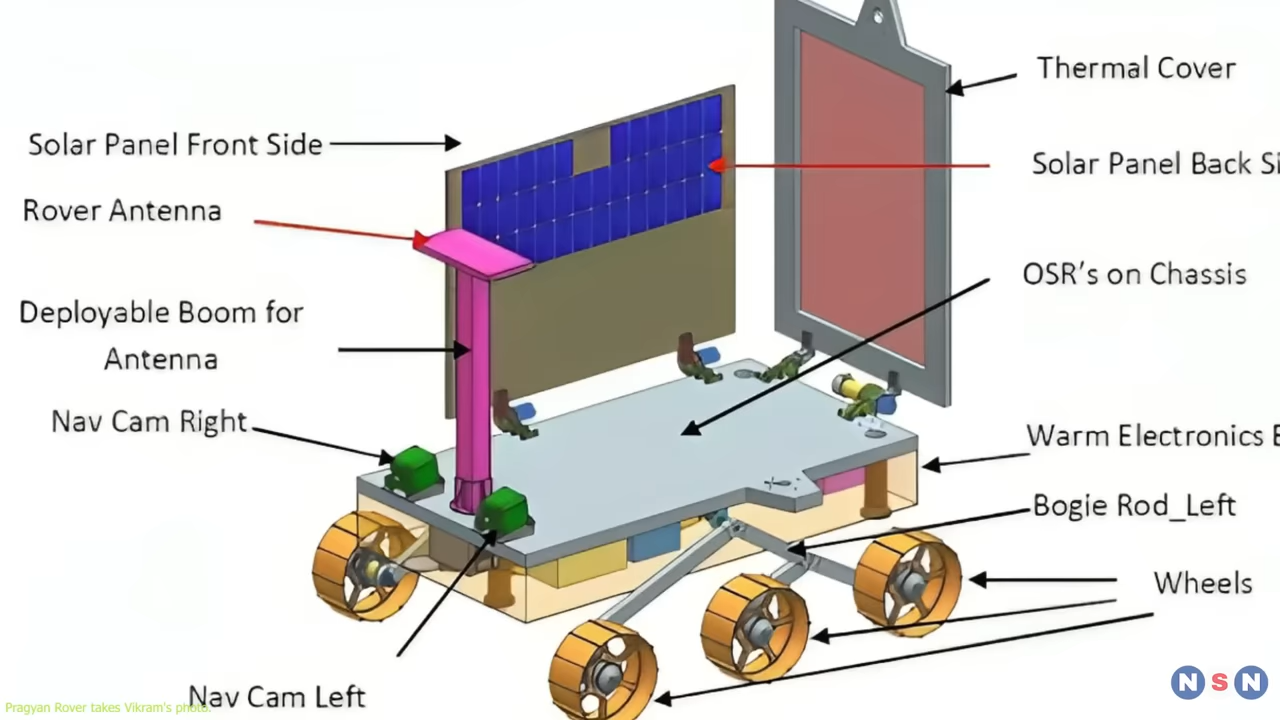 Thermal Cover
Solar Panel Front Side
Solar Panel Back Si
Rover Antenna
OSR's on Chassis
Deployable Boom for
Antenna
Nav Cam Right
Warm Electronics
Bogie Rod_Left
Wheels
Nav Cam Left
Pragyan Rover takes Vikram's photo.
N S N